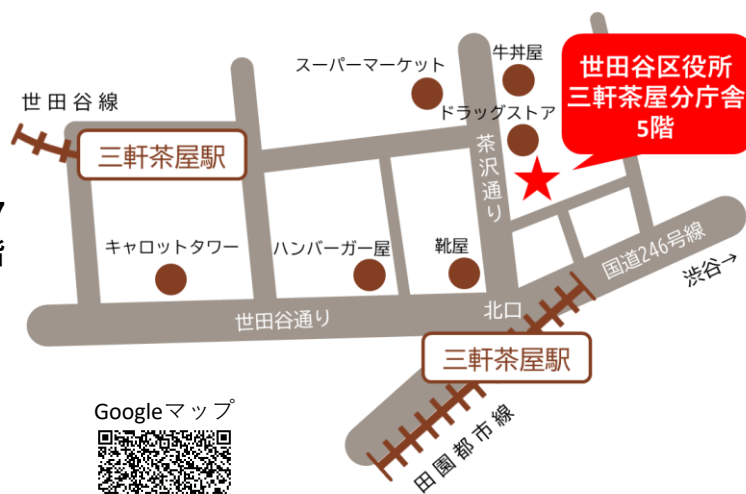 牛丼屋
スーパーマーケット
世田谷区役所
三軒茶屋分庁舎
5階
世田谷線
ドラッグストア
三軒茶屋駅
茶沢通り
キャロットタワー
ハンバーガー屋
靴屋
国道246号線
渋谷→
世田谷通り
北口
三軒茶屋駅
田園都市線
Googleマップ